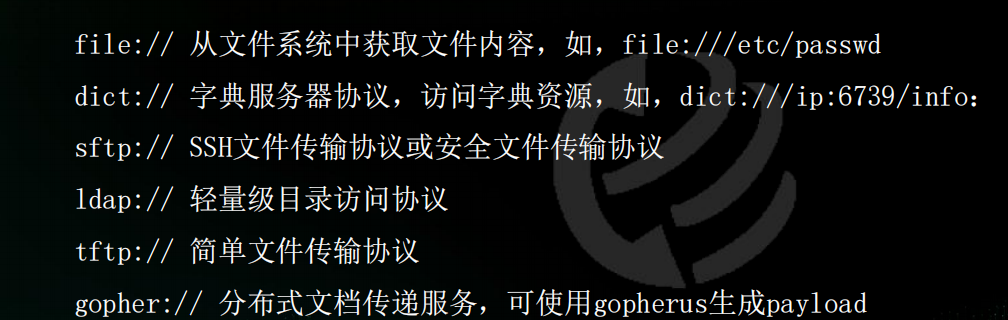 file:// 从文件系统中获取文件内容，如，file:///etc/passwd
dict:// 字典服务器协议，访问字典资源，如，dict:///ip:6739/info：
sftp:// SSH文件传输协议或安全文件传输协议
ldap:// 轻量级目录访问协议
tftp:// 简单文件传输协议
gopher:// 分布式文档传递服务，可使用gopherus生成payload